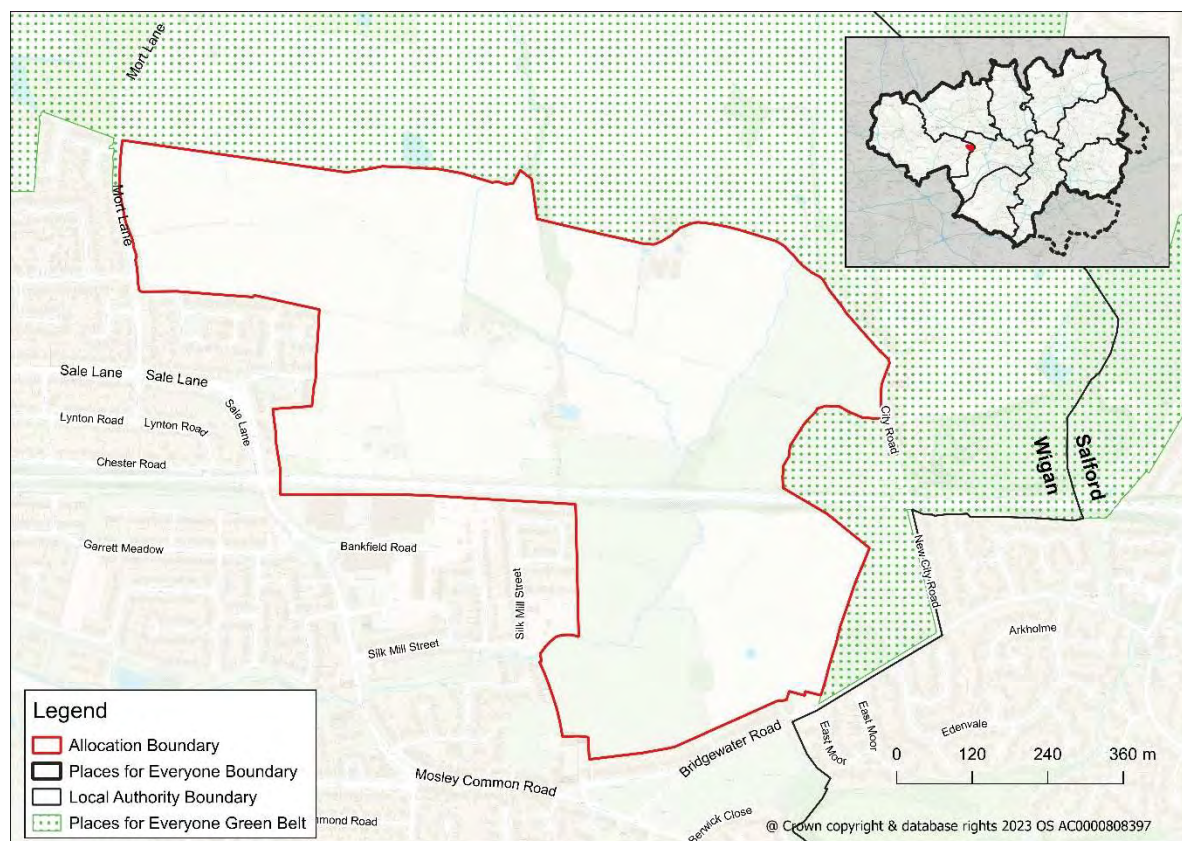 Mort Lane
Mort Lane
Sale Lane
Sale Lane
Sale Lane
Lynton Road
Lynton Road
Chester Road
City Road
Wigan
Salford
Garrett Meadow
Bankfield Road
Silk Mill Street
New City Road
Arkholme
Silk Mill Street
East Moor
East Moor
Edenvale
Bridgewater Road
Mosley Common Road
mmond Road
Berwick Close
Legend
Allocation Boundary
Places for Everyone Boundary
Local Authority Boundary
Places for Everyone Green Belt
0 120 240 360 m
@ Crown copyright & database rights 2023 OS AC0000808397